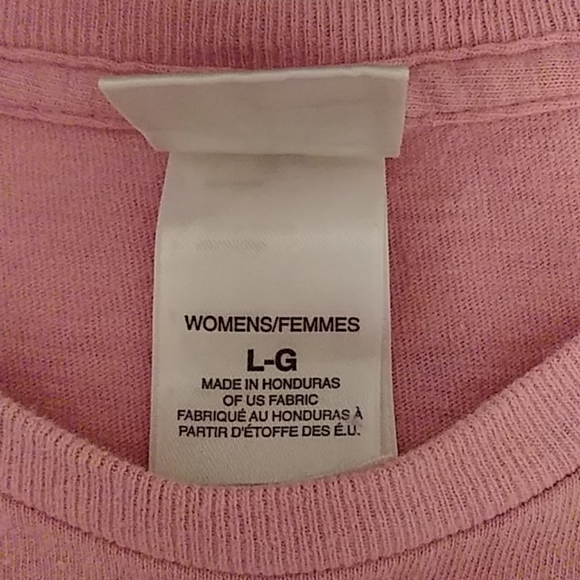 WOMENS/FEMMES
L-G
MADE IN HONDURAS
OF US FABRIC
FABRIQUÉ AU HONDURAS À
PARTIR D'ÉTOFFE DES É.U.